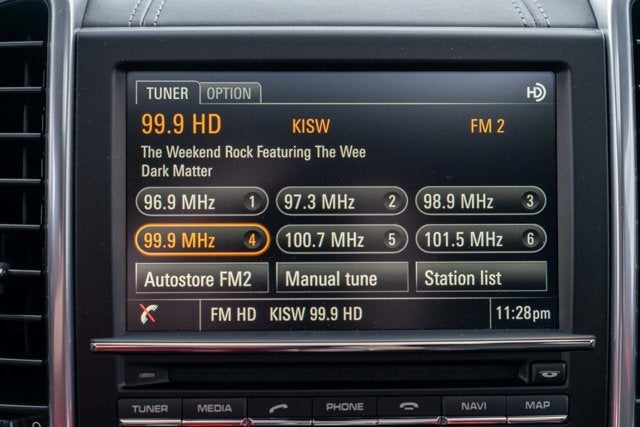 TUNER OPTION HD
99.9 HD KISW FM 2
The Weekend Rock Featuring The Wee
Dark Matter
96.9 MHz 1 97.3 MHz 2 98.9 MHz 3
99.9 MHz 4 100.7 MHz 5 101.5 MHz 6
Autostore FM2 Manual tune Station list
FM HD KISW 99.9 HD 11:28pm
TUNER MEDIA PHONE NAVI MAP